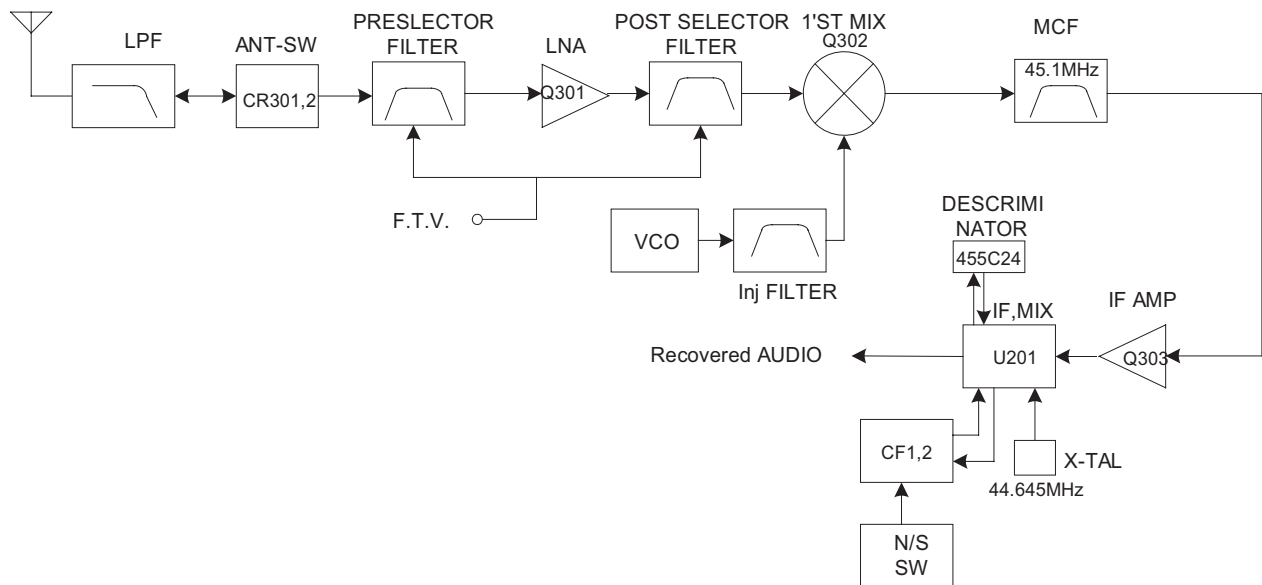 LPF
ANT-SW
PRESLECTOR
FILTER
LNA
POST SELECTOR
FILTER
1'ST MIX
Q302
MCF
CR301,2
Q301
45.1MHz
F.T.V.
VCO
Inj FILTER
DESCRIMI
NATOR
455C24
IF,MIX
IF AMP
Recovered AUDIO
U201
Q303
CF1,2
X-TAL
44.645MHz
N/S
SW